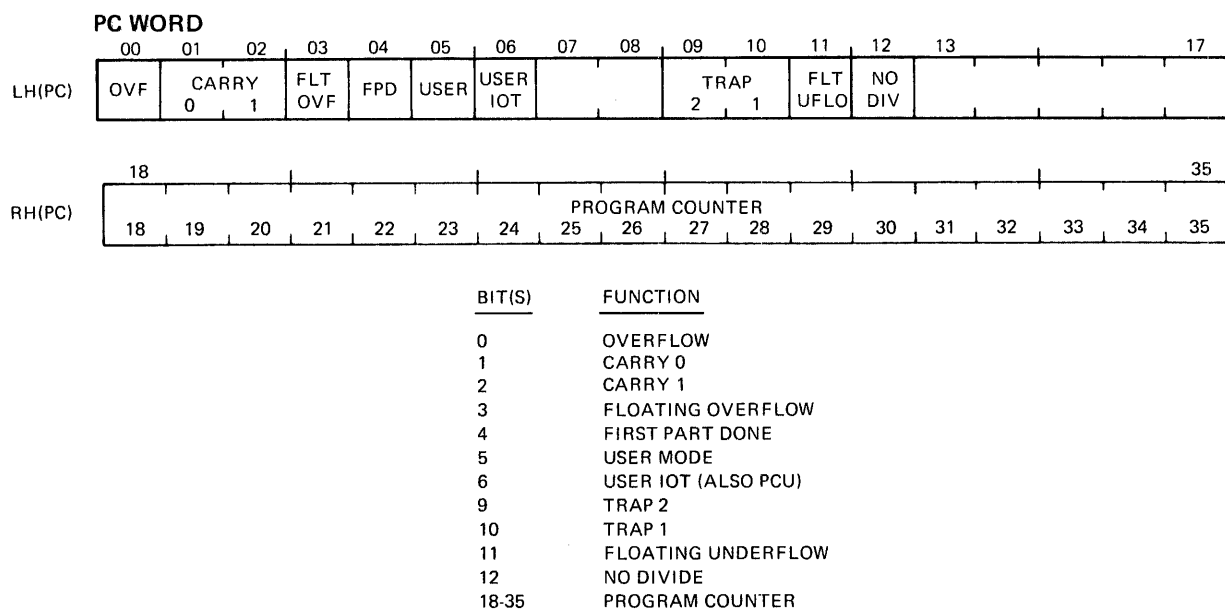 PC WORD
00 01 02 03 04 05 06 07 08 09 10 11 12 13 17
LH(PC) OVF CARRY 0 1 FLT OVF FPD USER USER IOT TRAP 2 1 FLT UFLO NO DIV
18 35
RH(PC) PROGRAM COUNTER
18 19 20 21 22 23 24 25 26 27 28 29 30 31 32 33 34 35
BIT(S) FUNCTION
0 OVERFLOW
1 CARRY 0
2 CARRY 1
3 FLOATING OVERFLOW
4 FIRST PART DONE
5 USER MODE
6 USER IOT (ALSO PCU)
9 TRAP 2
10 TRAP 1
11 FLOATING UNDERFLOW
12 NO DIVIDE
18-35 PROGRAM COUNTER